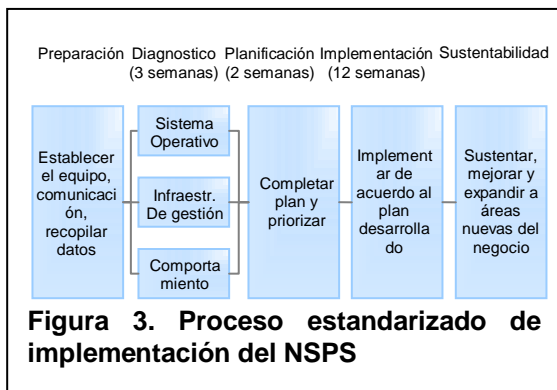 Preparación Diagnostico Planificación Implementación Sustentabilidad
(3 semanas) (2 semanas) (12 semanas)
Establecer
el equipo,
comunicaci
ón,
recopilar
datos
Sistema
Operativo
Infraestr.
De gestión
Comporta
miento
Completar
plan y
priorizar
Implement
ar de
acuerdo al
plan
desarrolla
do
Sustentar,
mejorar y
expandir a
áreas
nuevas del
negocio
Figura 3. Proceso estandarizado de
implementación del NSPS